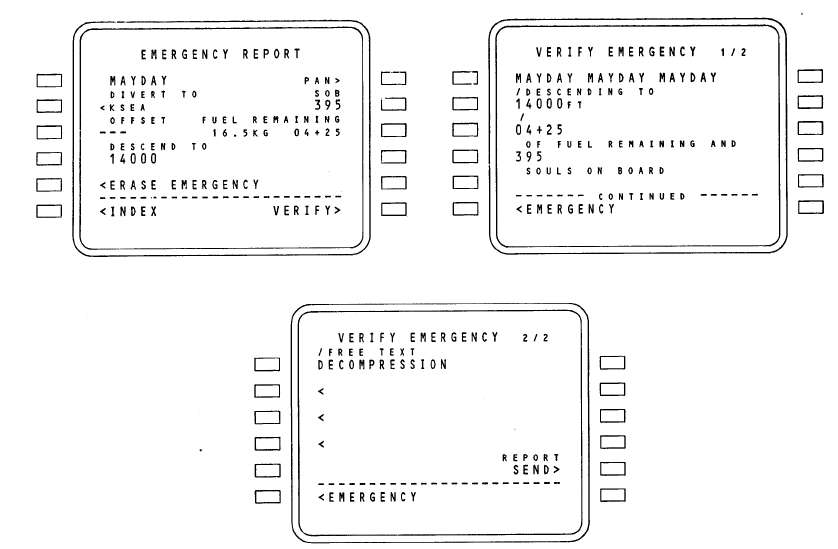 EMERGENCY REPORT
MAYDAY PAN>
DIVERT TO SOB
<KSEA 395
OFFSET FUEL REMAINING
--- 16.5KG 04+25
DESCEND TO
14000
<ERASE EMERGENCY
------------------------
<INDEX VERIFY>
VERIFY EMERGENCY 1/2
MAYDAY MAYDAY MAYDAY
/DESCENDING TO
14000FT
/
04+25
OF FUEL REMAINING AND
395
SOULS ON BOARD
------- CONTINUED ------
<EMERGENCY
VERIFY EMERGENCY 2/2
/FREE TEXT
DECOMPRESSION
<
<
<
REPORT
SEND>
------------------------
<EMERGENCY